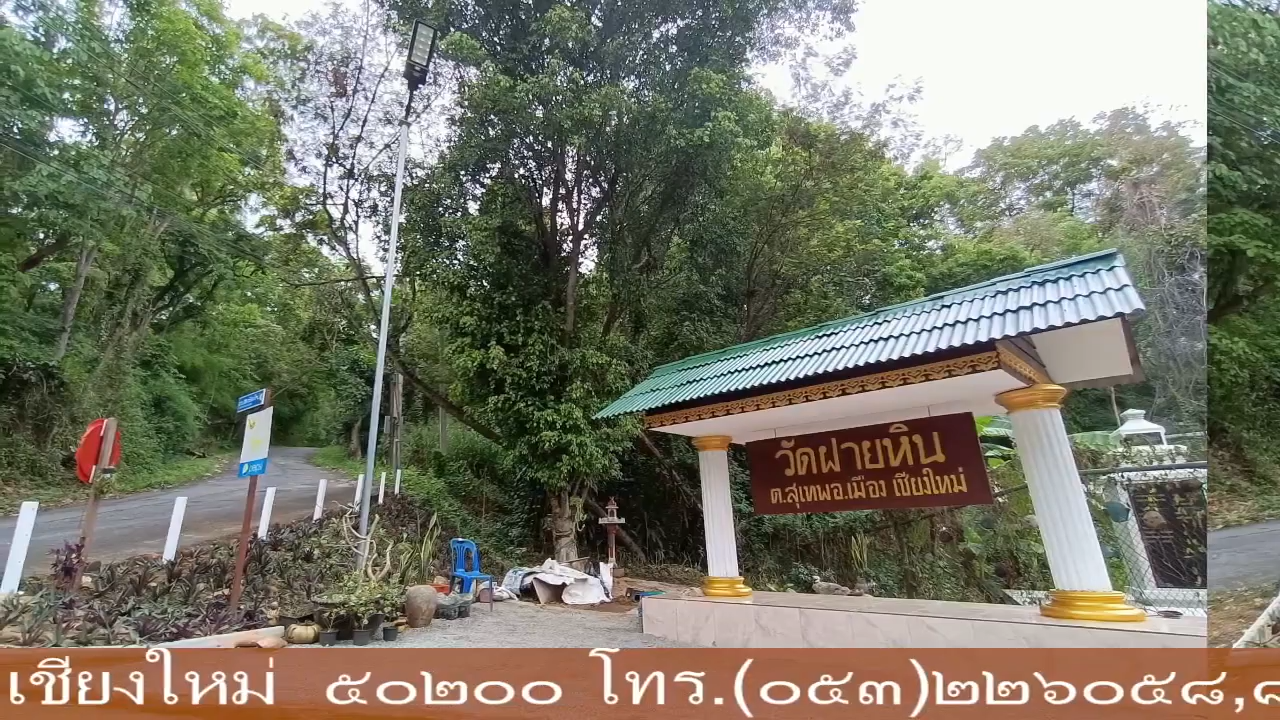 วัดฝายหิน
ต.สุเทพอ.เมือง เชียงใหม่
เชียงใหม่ ๕๐๒๐๐ โทร.(๐๕๓)๒๒๖๐๕๘,๘